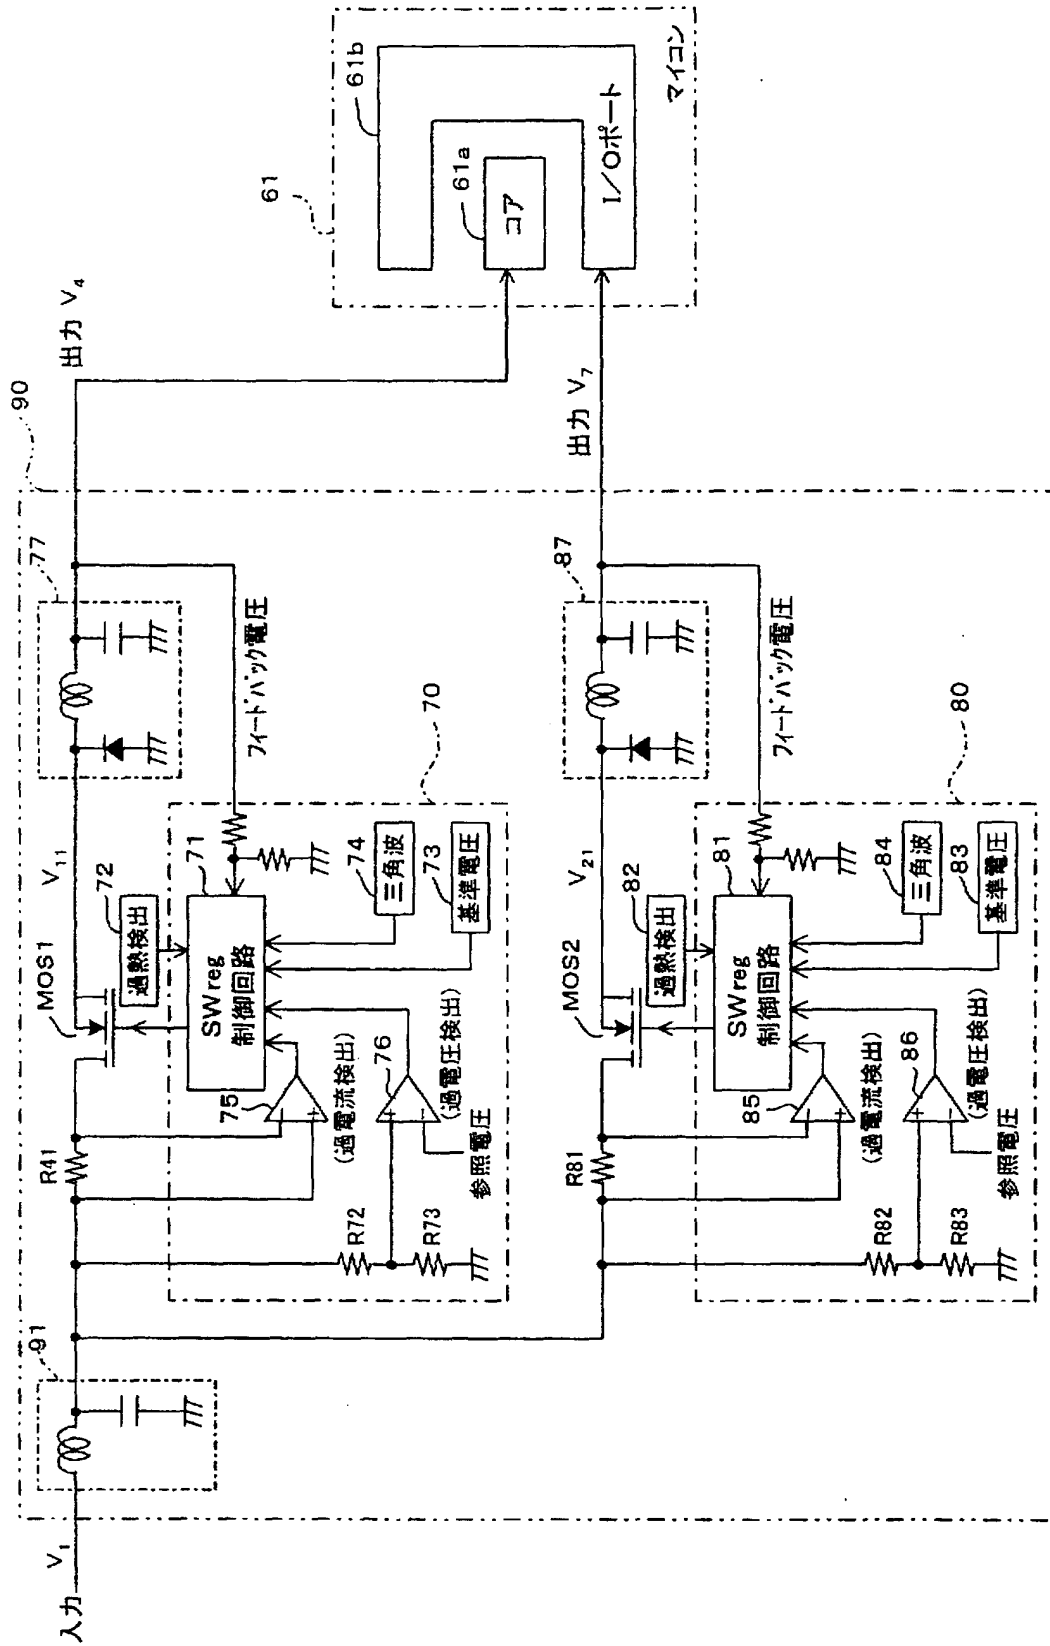 入力 V1
91
90
R41
MOS1
V11
77
出力 V4
72
過熱検出
71
SWreg
制御回路
フィードバック電圧
75
(過電流検出)
76
(過電圧検出)
参照電圧
R72
R73
74
三角波
73
基準電圧
70
R81
MOS2
V21
87
出力 V7
82
過熱検出
81
SWreg
制御回路
フィードバック電圧
85
(過電流検出)
86
(過電圧検出)
参照電圧
R82
R83
84
三角波
83
基準電圧
80
61
61b
61a
コア
I/Oポート
マイコン